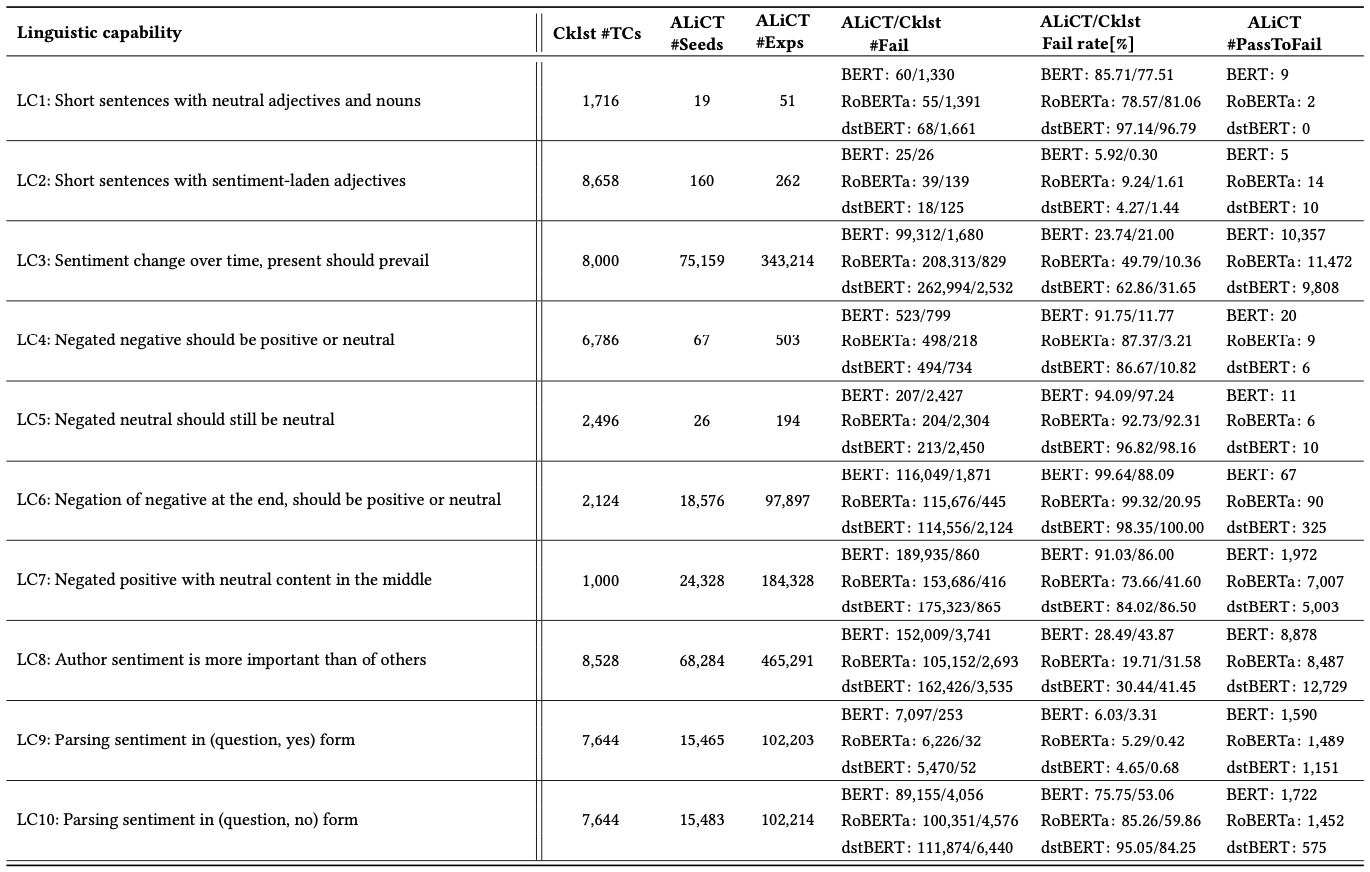 Linguistic capability Cklst #TCs ALiCT #Seeds ALiCT #Exps ALiCT/Cklst #Fail ALiCT/Cklst Fail rate[%] ALiCT #PassToFail
BERT: 60/1,330 BERT: 85.71/77.51 BERT: 9
LC1: Short sentences with neutral adjectives and nouns 1,716 19 51 RoBERTa: 55/1,391 RoBERTa: 78.57/81.06 RoBERTa: 2
dstBERT: 68/1,661 dstBERT: 97.14/96.79 dstBERT: 0
BERT: 25/26 BERT: 5.92/0.30 BERT: 5
LC2: Short sentences with sentiment-laden adjectives 8,658 160 262 RoBERTa: 39/139 RoBERTa: 9.24/1.61 RoBERTa: 14
dstBERT: 18/125 dstBERT: 4.27/1.44 dstBERT: 10
BERT: 99,312/1,680 BERT: 23.74/21.00 BERT: 10,357
LC3: Sentiment change over time, present should prevail 8,000 75,159 343,214 RoBERTa: 208,313/829 RoBERTa: 49.79/10.36 RoBERTa: 11,472
dstBERT: 262,994/2,532 dstBERT: 62.86/31.65 dstBERT: 9,808
BERT: 523/799 BERT: 91.75/11.77 BERT: 20
LC4: Negated negative should be positive or neutral 6,786 67 503 RoBERTa: 498/218 RoBERTa: 87.37/3.21 RoBERTa: 9
dstBERT: 494/734 dstBERT: 86.67/10.82 dstBERT: 6
BERT: 207/2,427 BERT: 94.09/97.24 BERT: 11
LC5: Negated neutral should still be neutral 2,496 26 194 RoBERTa: 204/2,304 RoBERTa: 92.73/92.31 RoBERTa: 6
dstBERT: 213/2,450 dstBERT: 96.82/98.16 dstBERT: 10
BERT: 116,049/1,871 BERT: 99.64/88.09 BERT: 67
LC6: Negation of negative at the end, should be positive or neutral 2,124 18,576 97,897 RoBERTa: 115,676/445 RoBERTa: 99.32/20.95 RoBERTa: 90
dstBERT: 114,556/2,124 dstBERT: 98.35/100.00 dstBERT: 325
BERT: 189,935/860 BERT: 91.03/86.00 BERT: 1,972
LC7: Negated positive with neutral content in the middle 1,000 24,328 184,328 RoBERTa: 153,686/416 RoBERTa: 73.66/41.60 RoBERTa: 7,007
dstBERT: 175,323/865 dstBERT: 84.02/86.50 dstBERT: 5,003
BERT: 152,009/3,741 BERT: 28.49/43.87 BERT: 8,878
LC8: Author sentiment is more important than of others 8,528 68,284 465,291 RoBERTa: 105,152/2,693 RoBERTa: 19.71/31.58 RoBERTa: 8,487
dstBERT: 162,426/3,535 dstBERT: 30.44/41.45 dstBERT: 12,729
BERT: 7,097/253 BERT: 6.03/3.31 BERT: 1,590
LC9: Parsing sentiment in (question, yes) form 7,644 15,465 102,203 RoBERTa: 6,226/32 RoBERTa: 5.29/0.42 RoBERTa: 1,489
dstBERT: 5,470/52 dstBERT: 4.65/0.68 dstBERT: 1,151
BERT: 89,155/4,056 BERT: 75.75/53.06 BERT: 1,722
LC10: Parsing sentiment in (question, no) form 7,644 15,483 102,214 RoBERTa: 100,351/4,576 RoBERTa: 85.26/59.86 RoBERTa: 1,452
dstBERT: 111,874/6,440 dstBERT: 95.05/84.25 dstBERT: 575